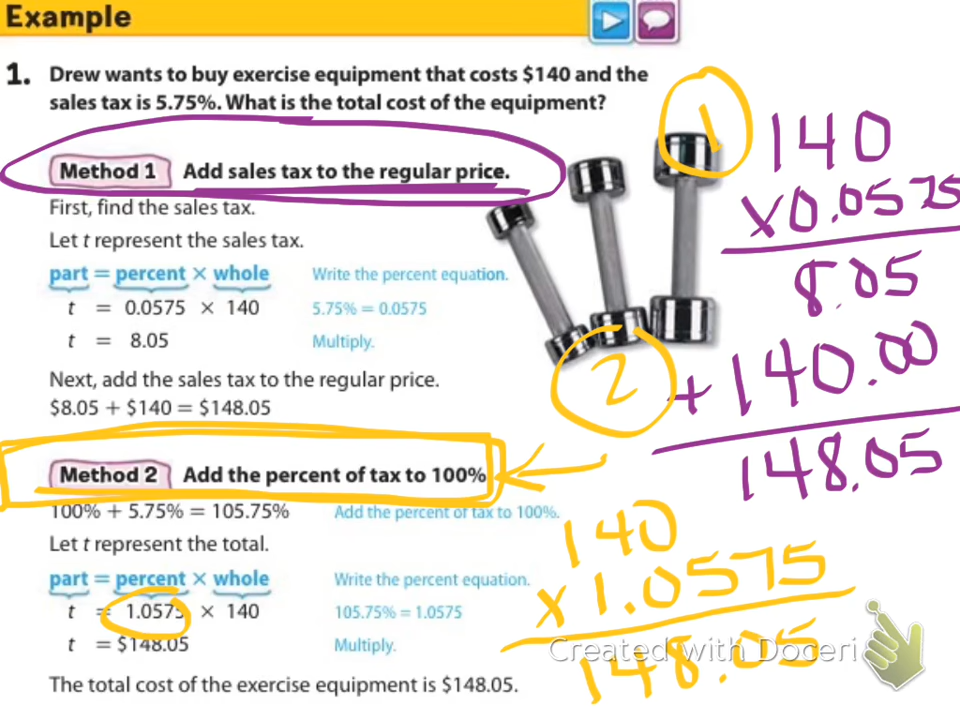 Example
1. Drew wants to buy exercise equipment that costs $140 and the
sales tax is 5.75%. What is the total cost of the equipment?
Method 1 Add sales tax to the regular price.
First, find the sales tax.
Let t represent the sales tax.
part = percent × whole Write the percent equation.
t = 0.0575 × 140 5.75% = 0.0575
t = 8.05 Multiply.
Next, add the sales tax to the regular price.
$8.05 + $140 = $148.05
1
140
×0.0575
8.05
+140.00
148.05
2
Method 2 Add the percent of tax to 100%
100% + 5.75% = 105.75% Add the percent of tax to 100%.
Let t represent the total.
part = percent × whole Write the percent equation.
t = 1.0575 × 140 105.75% = 1.0575
t = $148.05 Multiply.
The total cost of the exercise equipment is $148.05.
140
×1.0575
148.05
Created with Doceri